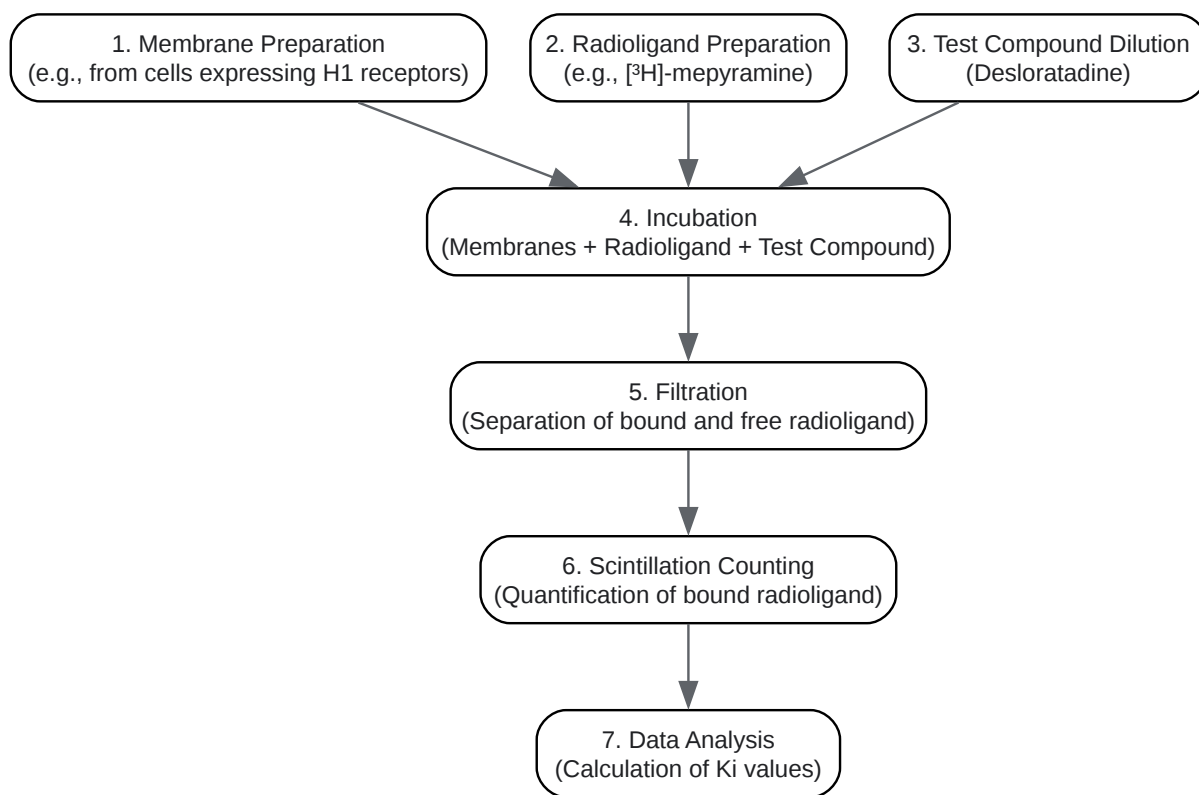 1. Membrane Preparation
(e.g., from cells expressing H1 receptors)
2. Radioligand Preparation
(e.g., [³H]-mepyramine)
3. Test Compound Dilution
(Desloratadine)
4. Incubation
(Membranes + Radioligand + Test Compound)
5. Filtration
(Separation of bound and free radioligand)
6. Scintillation Counting
(Quantification of bound radioligand)
7. Data Analysis
(Calculation of Ki values)